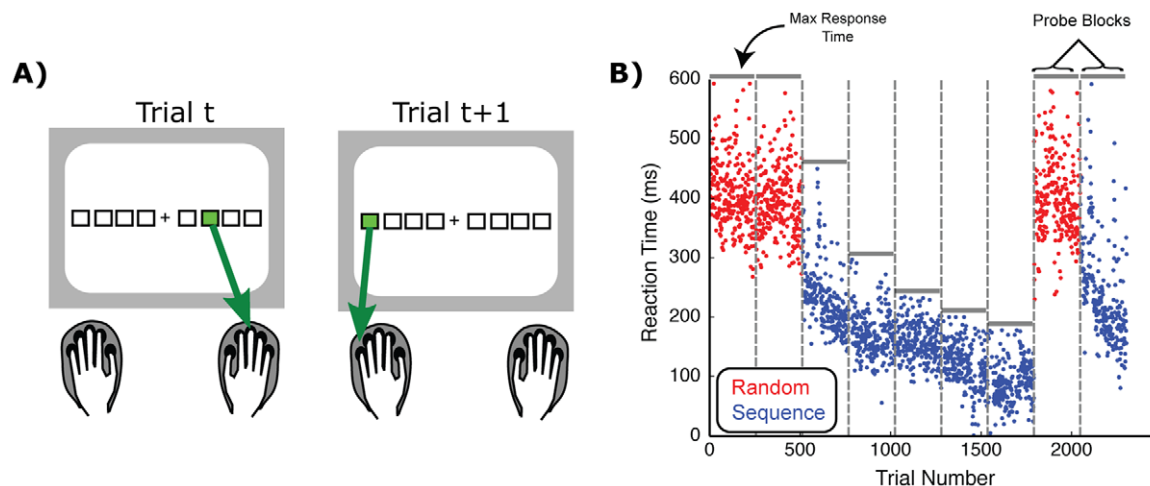 A)
Trial t
Trial t+1
+
+
B)
Max Response
Time
Probe Blocks
Reaction Time (ms)
600
500
400
300
200
100
0
Random
Sequence
0
500
1000
1500
2000
Trial Number